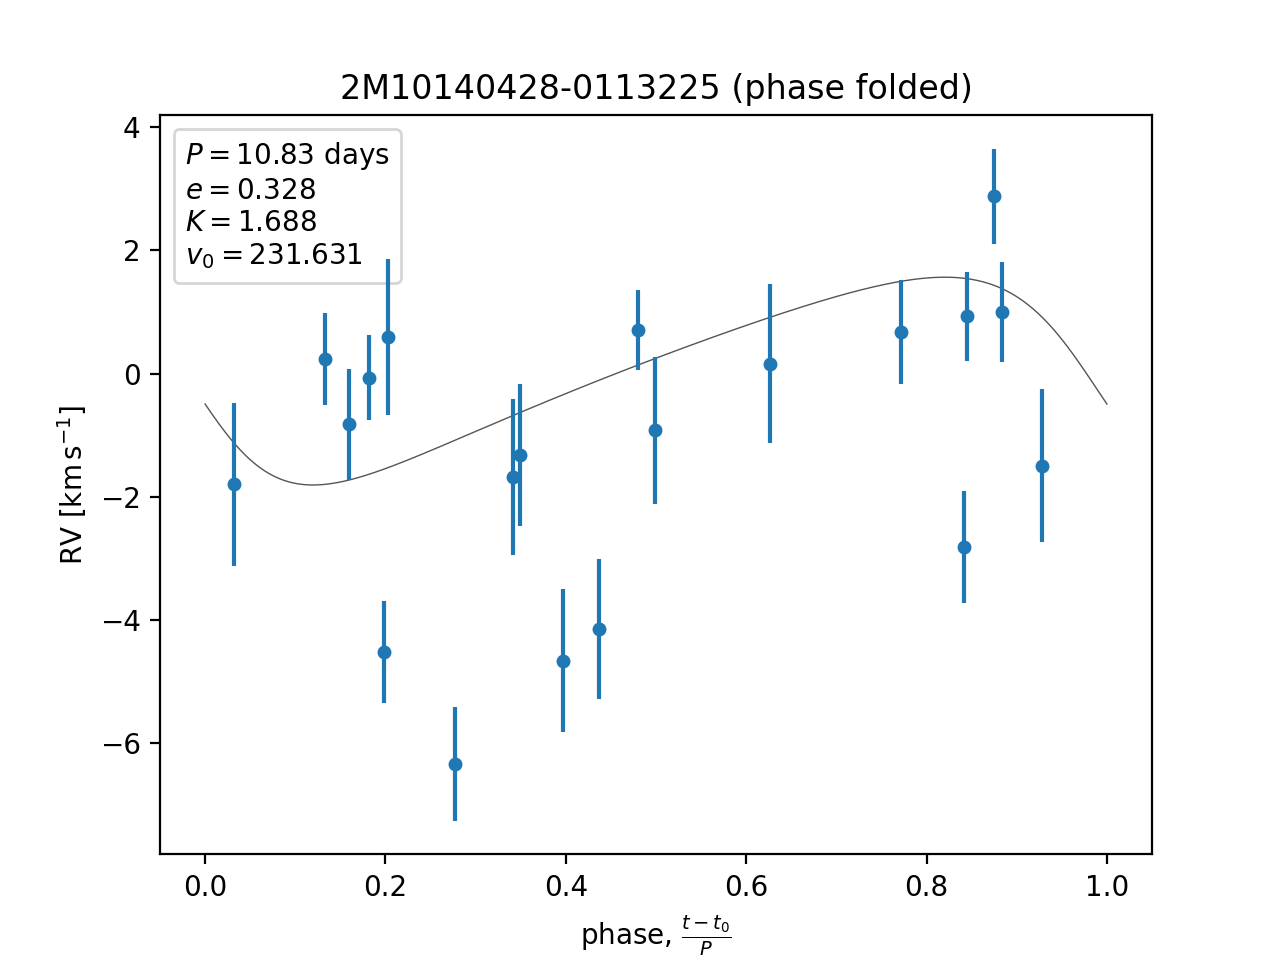 2M10140428-0113225 (phase folded)
P = 10.83 days
e = 0.328
K = 1.688
v₀ = 231.631
4
2
0
−2
−4
−6
RV [km s⁻¹]
0.0 0.2 0.4 0.6 0.8 1.0
phase, (t − t₀)/P